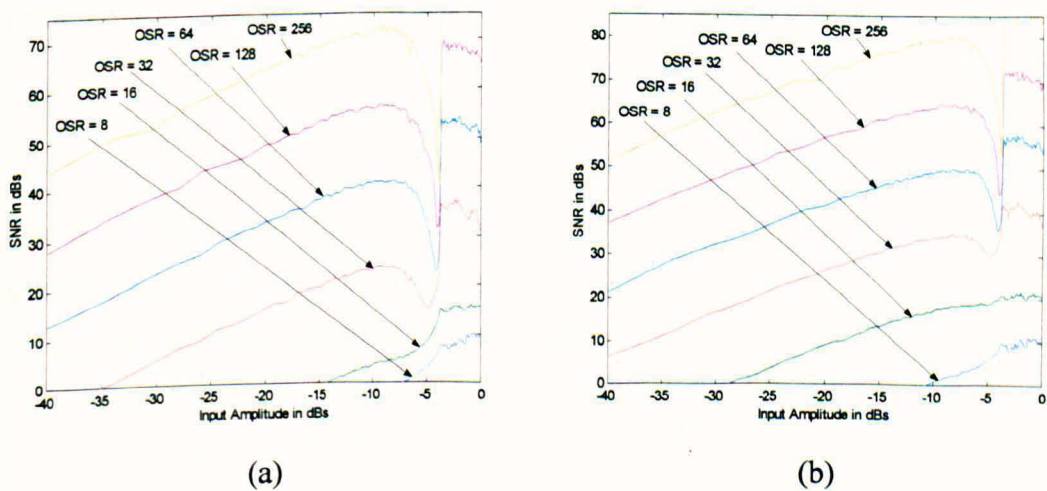 OSR = 64
OSR = 256
OSR = 128
OSR = 32
OSR = 16
OSR = 8
SNR in dBs
70
60
50
40
30
20
10
0
-40
-35
-30
-25
-20
-15
-10
-5
0
Input Amplitude in dBs
(a)
OSR = 64
OSR = 256
OSR = 32
OSR = 128
OSR = 16
OSR = 8
SNR in dBs
80
70
60
50
40
30
20
10
0
-40
-35
-30
-25
-20
-15
-10
-5
0
Input Amplitude in dBs
(b)